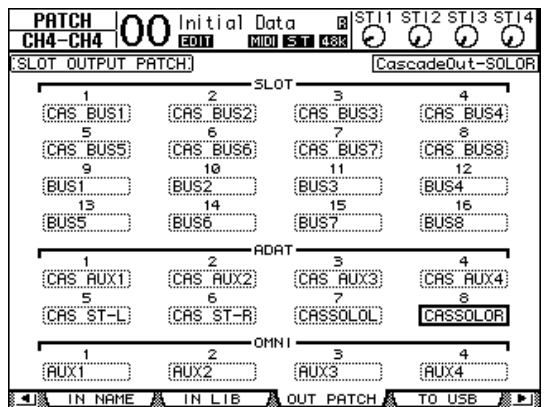 PATCH 00 Initial Data R ST11 ST12 ST13 ST14
CH4-CH4 EDIT MIDI ST 48K
SLOT OUTPUT PATCH CascadeOut-SOLOR
SLOT
1 2 3 4
CAS BUS1 CAS BUS2 CAS BUS3 CAS BUS4
5 6 7 8
CAS BUS5 CAS BUS6 CAS BUS7 CAS BUS8
9 10 11 12
BUS1 BUS2 BUS3 BUS4
13 14 15 16
BUS5 BUS6 BUS7 BUS8
ADAT
1 2 3 4
CAS AUX1 CAS AUX2 CAS AUX3 CAS AUX4
5 6 7 8
CAS ST-L CAS ST-R CASSOLOL CASSOLOR
OMNI
1 2 3 4
AUX1 AUX2 AUX3 AUX4
IN NAME IN LIB OUT PATCH TO USB